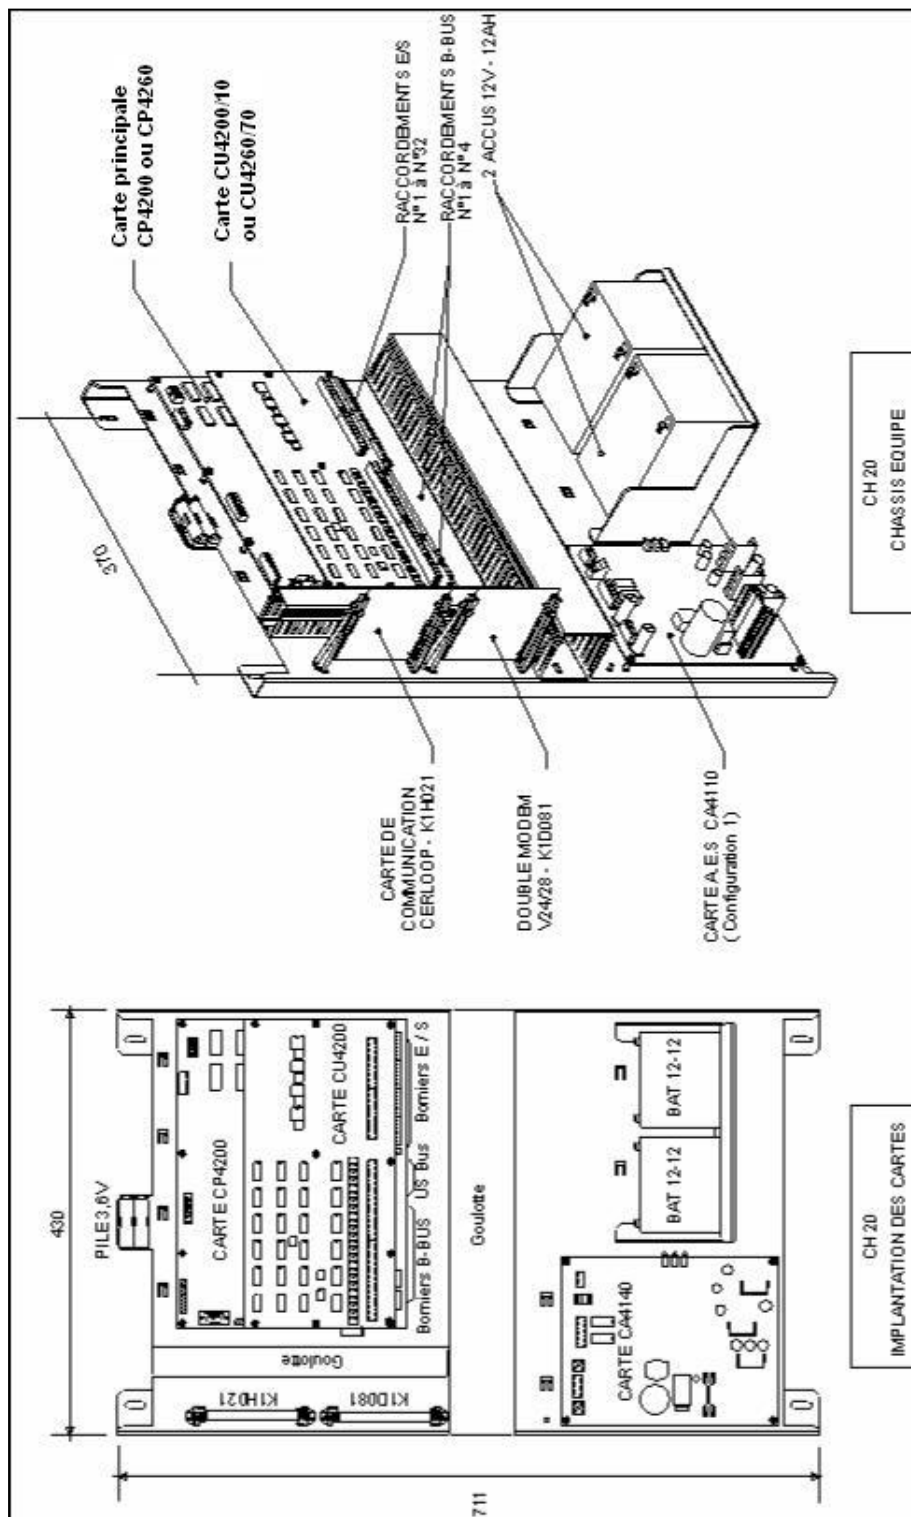 430
PILE 3,6V
CARTE CP4200
CARTE CU4200
Borniers B-BUS
US Bus
Borniers E / S
Goulotte
K1H021
K1D081
Goulotte
CARTE CA4140
BAT 12-12
BAT 12-12
711
CH 20
IMPLANTATION DES CARTES
370
Carte principale
CP4200 ou CP4260
Carte CU4200/10
ou CU4260/70
RACCORDEMENTS E/S
N°1 à N°32
RACCORDEMENTS B-BUS
N°1 à N°4
2 ACCUS 12V - 12AH
CARTE DE
COMMUNICATION
CERLOOP - K1H021
DOUBLE MODEM
V24/28 - K1D081
CARTE A.E.S CA4110
( Configuration 1)
CH 20
CHASSIS EQUIPE